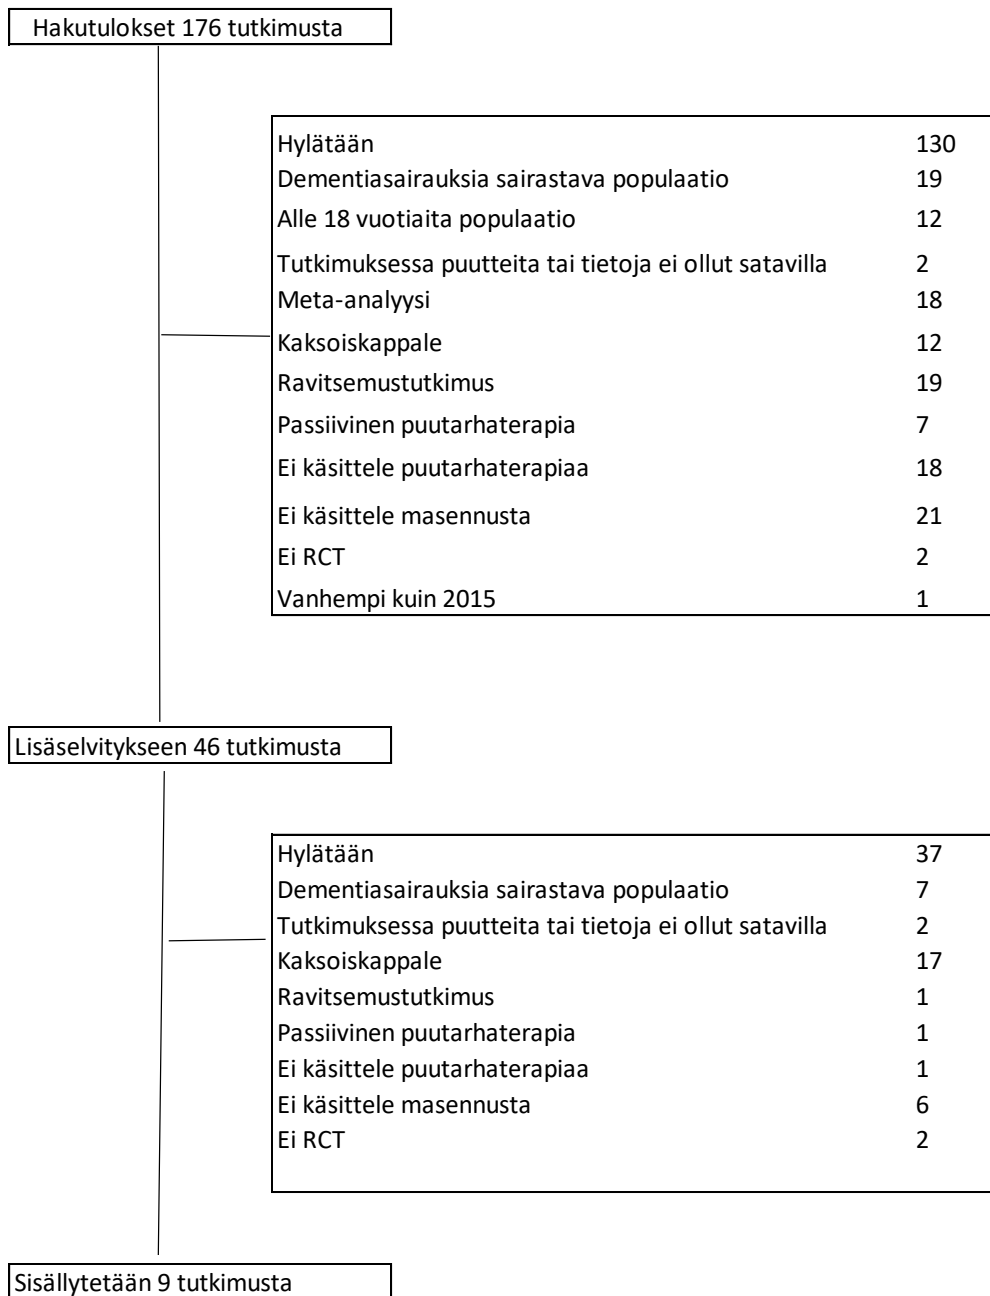 Hakutulokset 176 tutkimusta
Hylätään 130
Dementiasairauksia sairastava populaatio 19
Alle 18 vuotiaita populaatio 12
Tutkimuksessa puutteita tai tietoja ei ollut satavilla 2
Meta-analyysi 18
Kaksoiskappale 12
Ravitsemustutkimus 19
Passiivinen puutarhaterapia 7
Ei käsittele puutarhaterapiaa 18
Ei käsittele masennusta 21
Ei RCT 2
Vanhempi kuin 2015 1
Lisäselvitykseen 46 tutkimusta
Hylätään 37
Dementiasairauksia sairastava populaatio 7
Tutkimuksessa puutteita tai tietoja ei ollut satavilla 2
Kaksoiskappale 17
Ravitsemustutkimus 1
Passiivinen puutarhaterapia 1
Ei käsittele puutarhaterapiaa 1
Ei käsittele masennusta 6
Ei RCT 2
Sisällytetään 9 tutkimusta